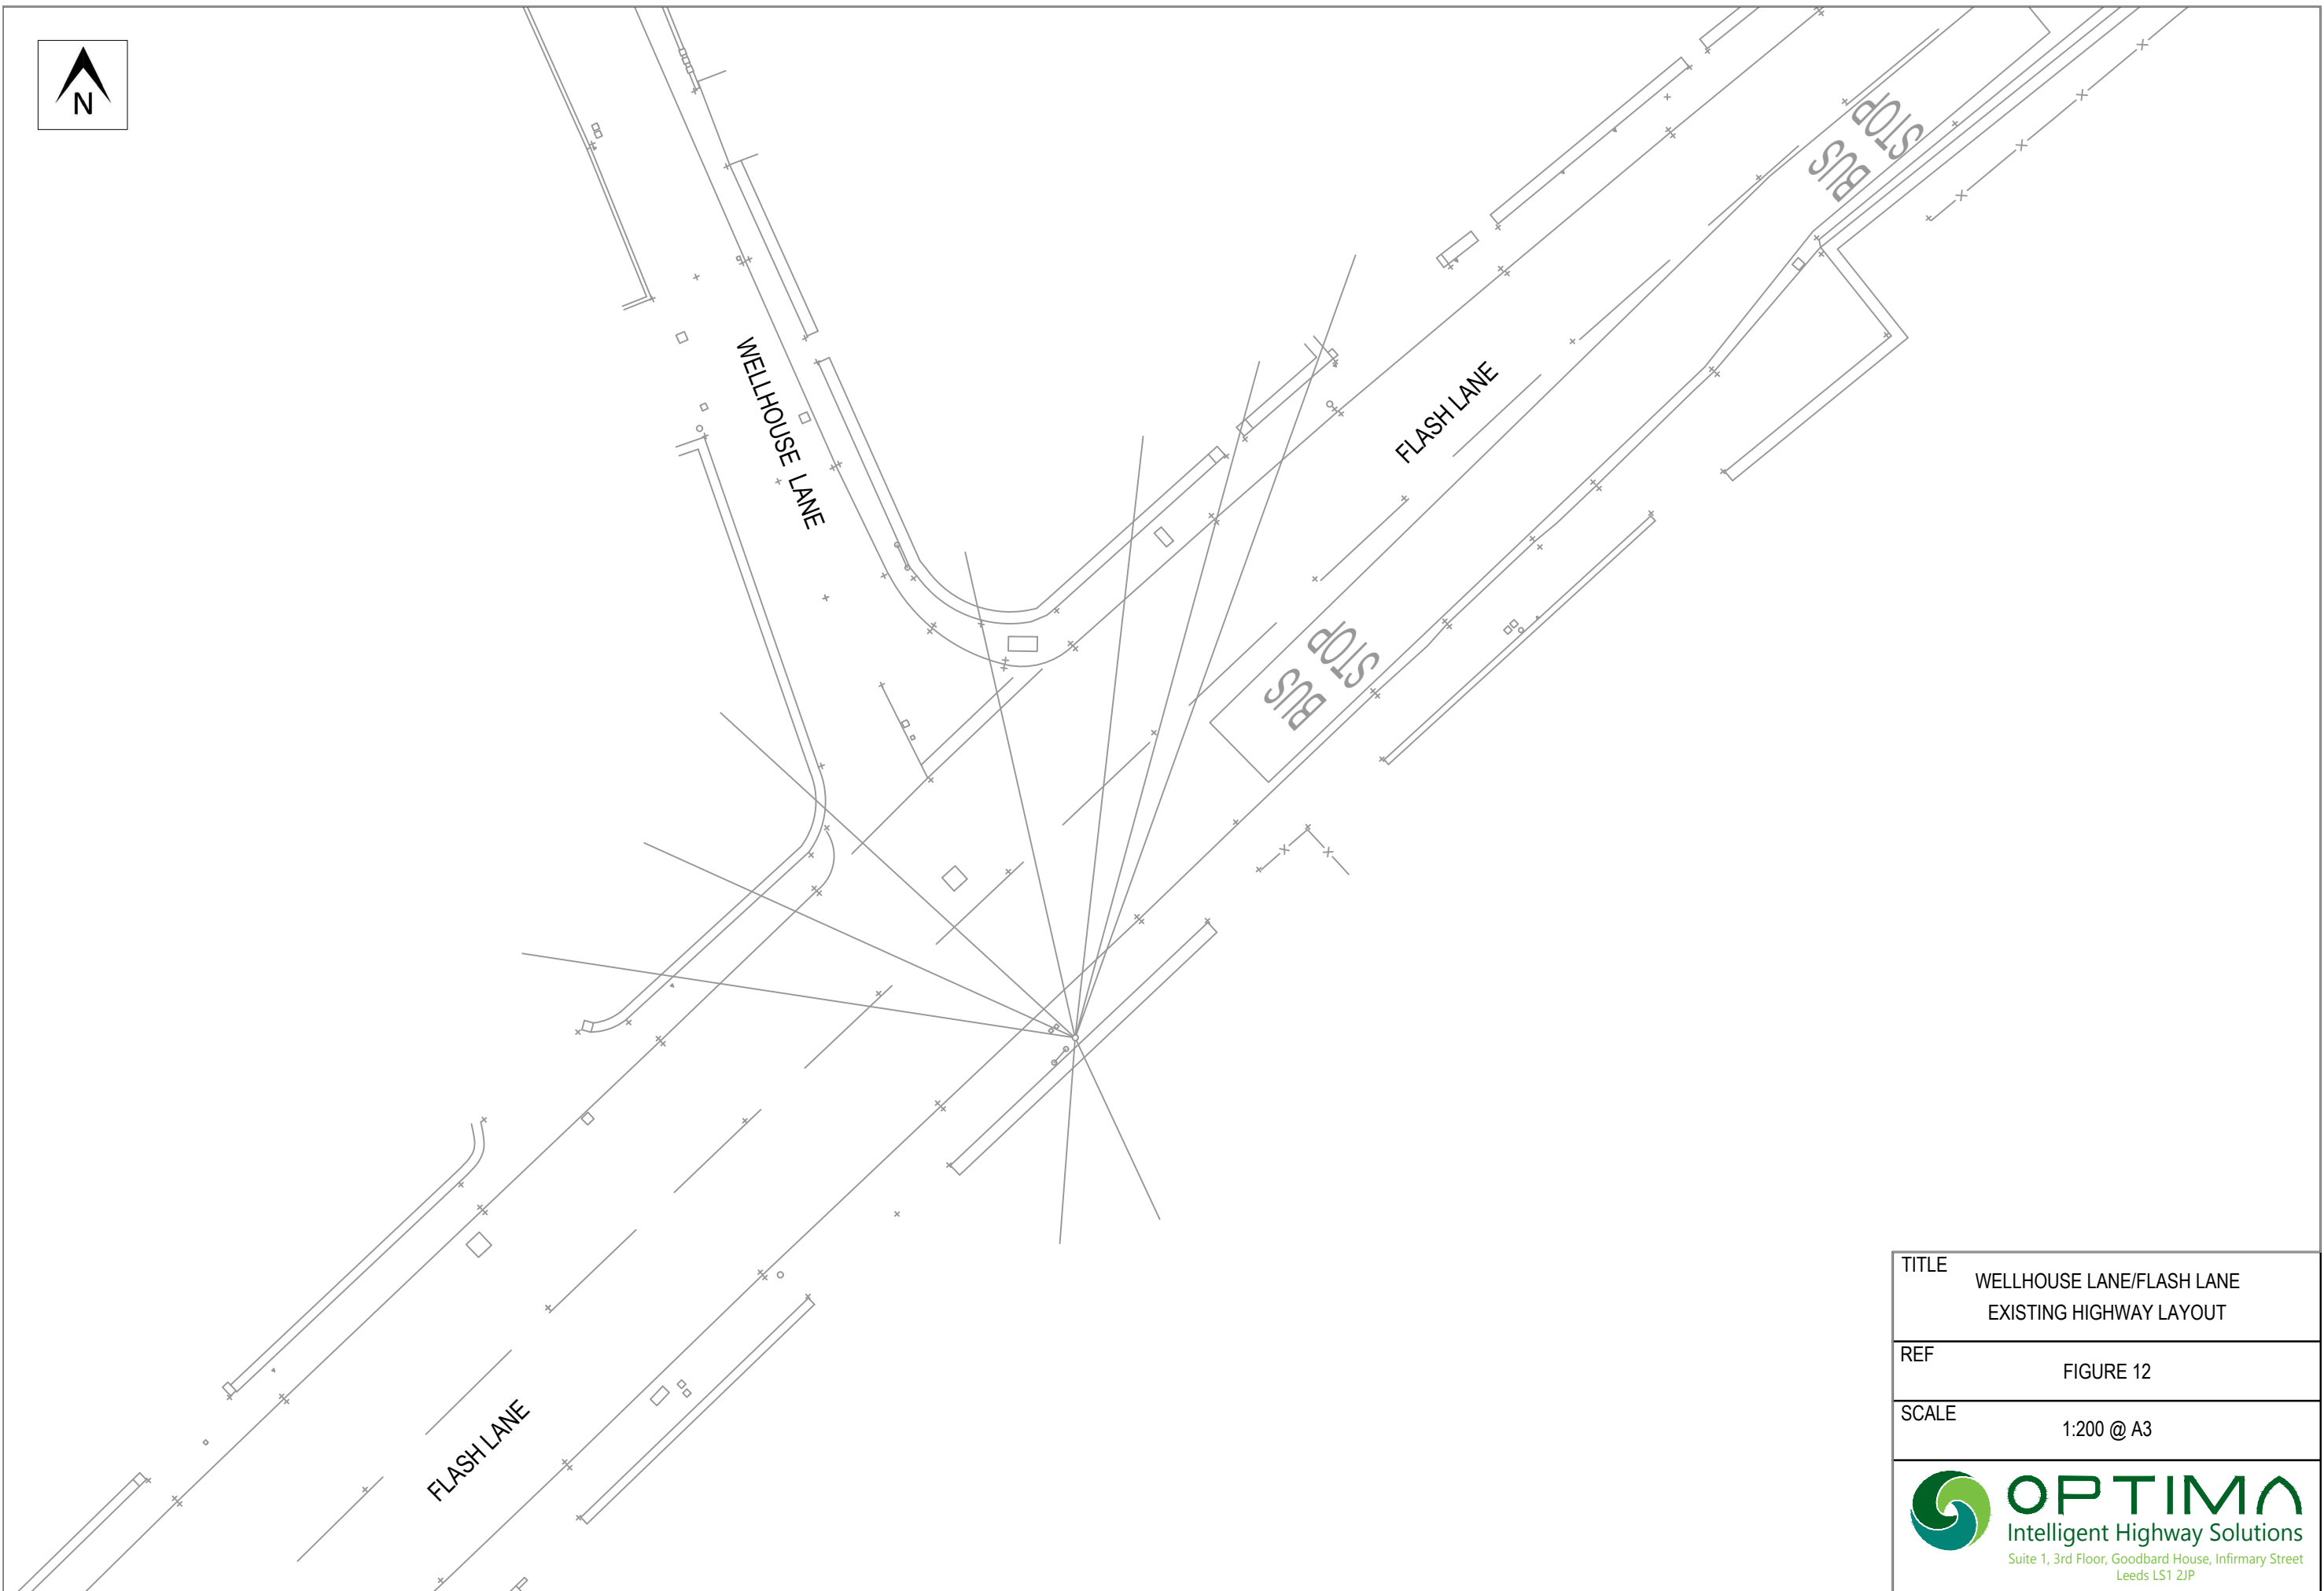 N
WELLHOUSE LANE
FLASH LANE
BUS
STOP
BUS
STOP
FLASH LANE
TITLE
WELLHOUSE LANE/FLASH LANE
EXISTING HIGHWAY LAYOUT
REF
FIGURE 12
SCALE
1:200 @ A3
OPTIMA
Intelligent Highway Solutions
Suite 1, 3rd Floor, Goodbard House, Infirmary Street
Leeds LS1 2JP